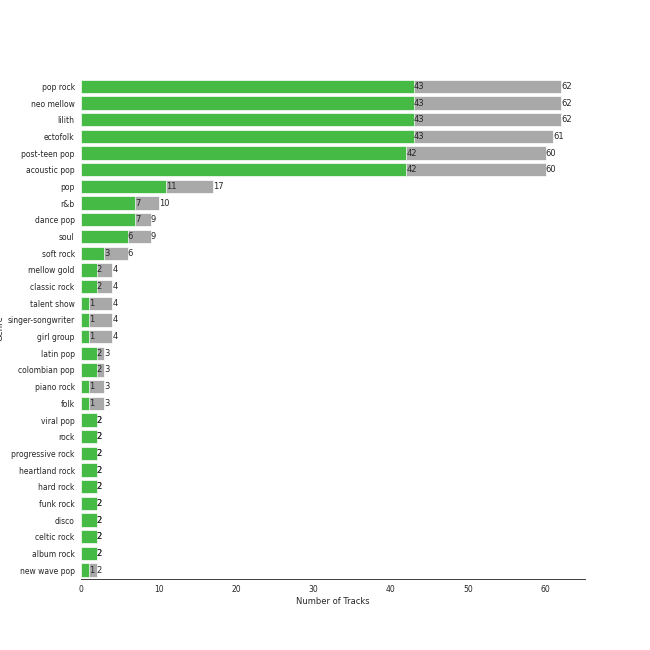 pop rock 43 62
neo mellow 43 62
lilith 43 62
ectofolk 43 61
post-teen pop 42 60
acoustic pop 42 60
pop 11 17
r&b 7 10
dance pop 7 9
soul 6 9
soft rock 3 6
mellow gold 2 4
classic rock 2 4
talent show 1 4
singer-songwriter 1 4
girl group 1 4
latin pop 2 3
colombian pop 2 3
piano rock 1 3
folk 1 3
viral pop 2
rock 2
progressive rock 2
heartland rock 2
hard rock 2
funk rock 2
disco 2
celtic rock 2
album rock 2
new wave pop 1 2
0 10 20 30 40 50 60
Number of Tracks